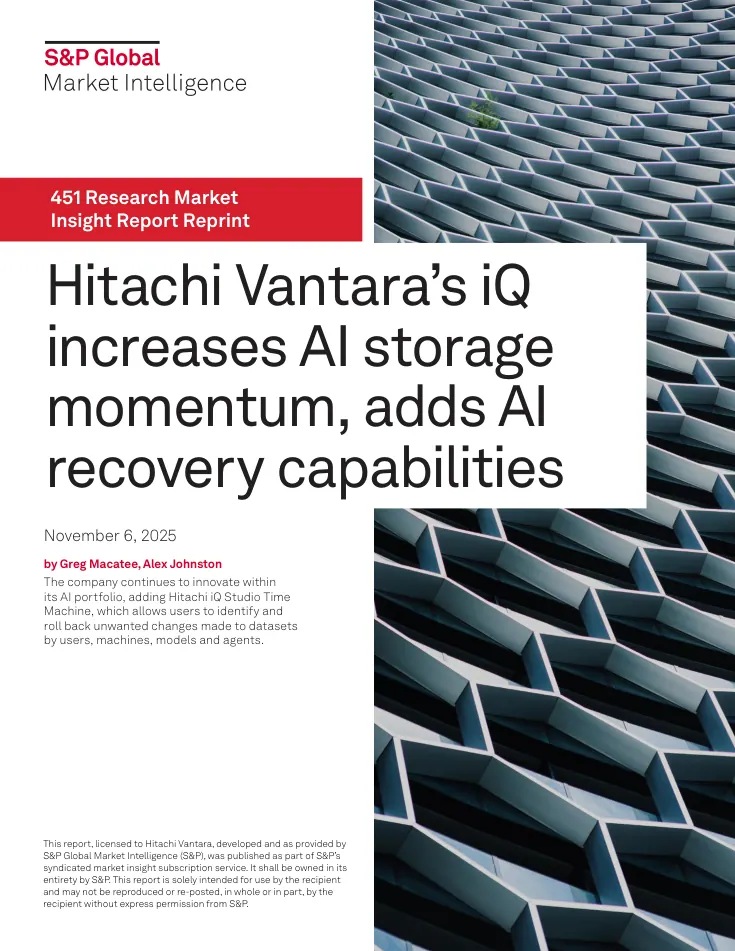 S&P Global
Market Intelligence
451 Research Market
Insight Report Reprint
Hitachi Vantara’s iQ
increases AI storage
momentum, adds AI
recovery capabilities
November 6, 2025
by Greg Macatee, Alex Johnston
The company continues to innovate within
its AI portfolio, adding Hitachi iQ Studio Time
Machine, which allows users to identify and
roll back unwanted changes made to datasets
by users, machines, models and agents.
This report, licensed to Hitachi Vantara, developed and as provided by
S&P Global Market Intelligence (S&P), was published as part of S&P’s
syndicated market insight subscription service. It shall be owned in its
entirety by S&P. This report is solely intended for use by the recipient
and may not be reproduced or re-posted, in whole or in part, by the
recipient without express permission from S&P.